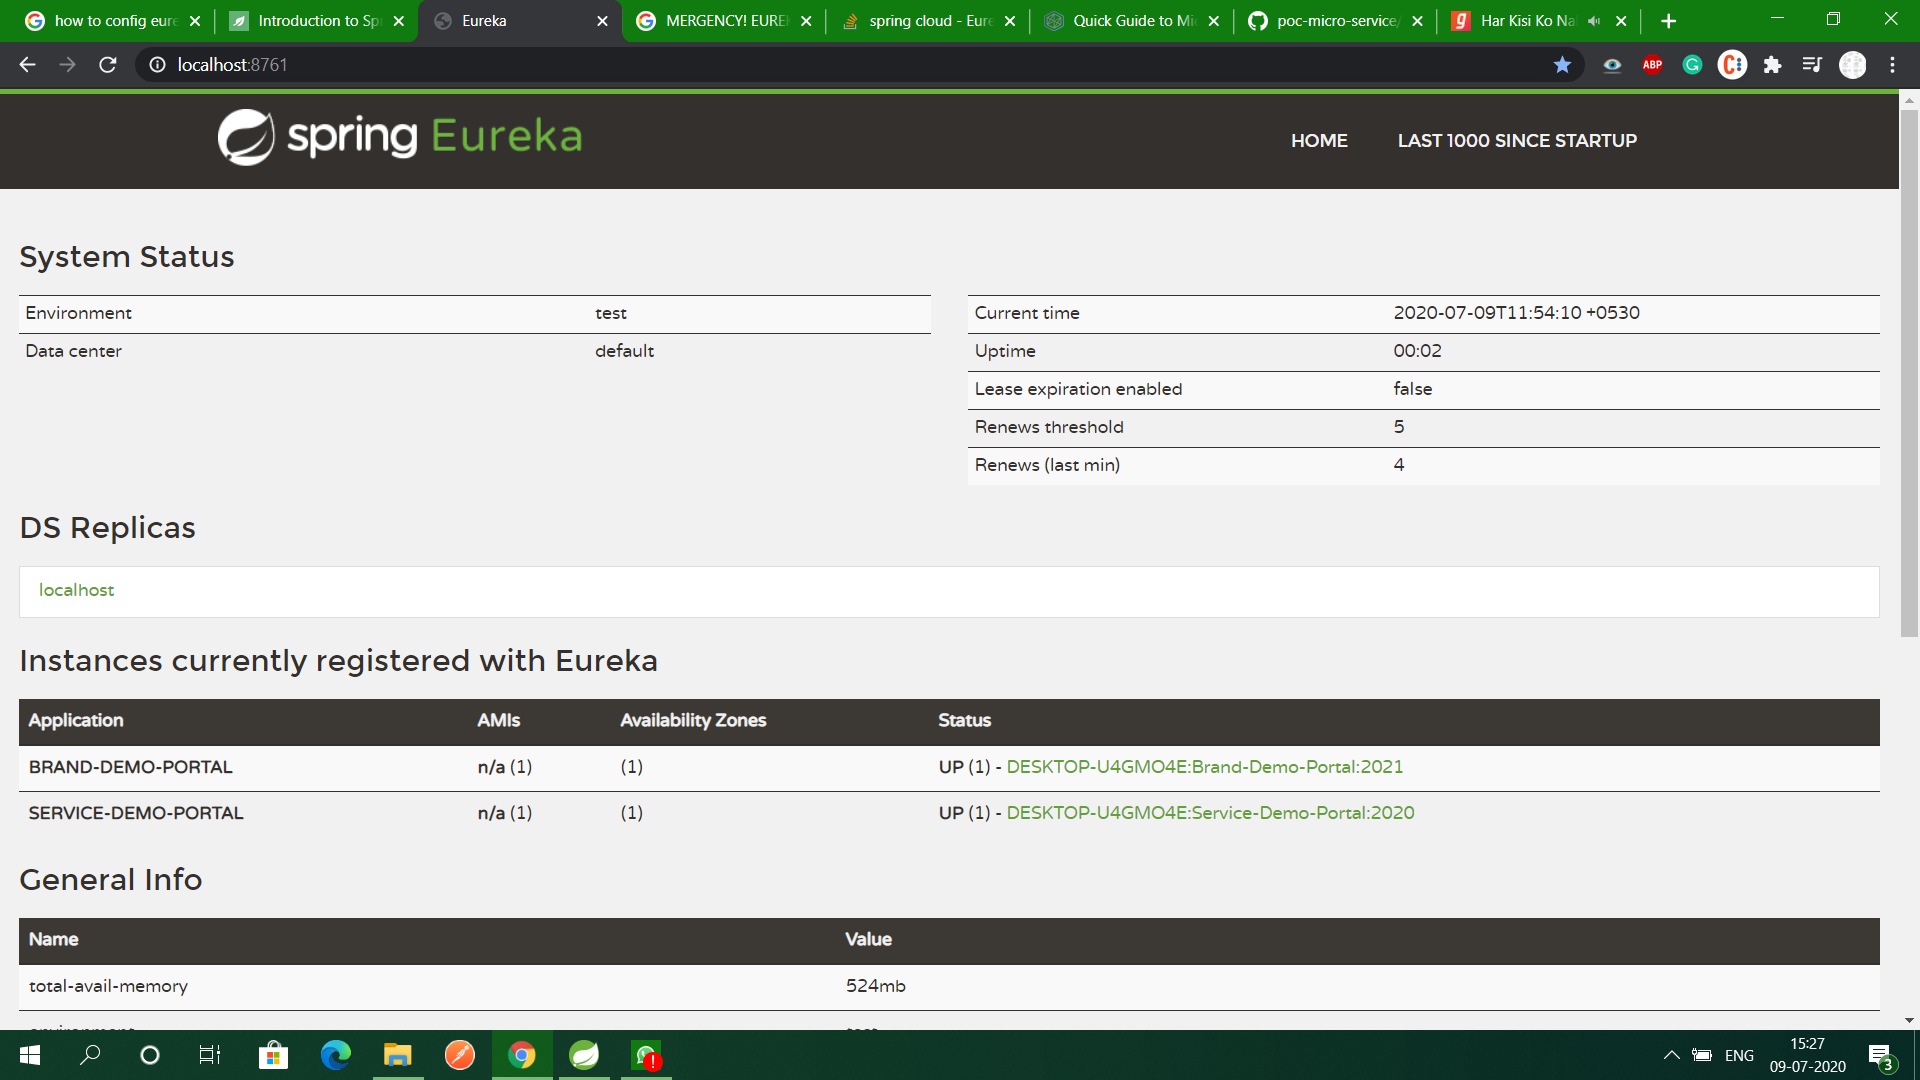 how to config eure
Introduction to Sp
Eureka
MERGENCY! EURE
spring cloud - Eure
Quick Guide to Mi
poc-micro-service/
Har Kisi Ko Na
localhost:8761
ABP
spring Eureka
HOME
LAST 1000 SINCE STARTUP
System Status
Environment test
Data center default
Current time 2020-07-09T11:54:10 +0530
Uptime 00:02
Lease expiration enabled false
Renews threshold 5
Renews (last min) 4
DS Replicas
localhost
Instances currently registered with Eureka
Application AMIs Availability Zones Status
BRAND-DEMO-PORTAL n/a (1) (1) UP (1) - DESKTOP-U4GMO4E:Brand-Demo-Portal:2021
SERVICE-DEMO-PORTAL n/a (1) (1) UP (1) - DESKTOP-U4GMO4E:Service-Demo-Portal:2020
General Info
Name Value
total-avail-memory 524mb
ENG
15:27
09-07-2020
3